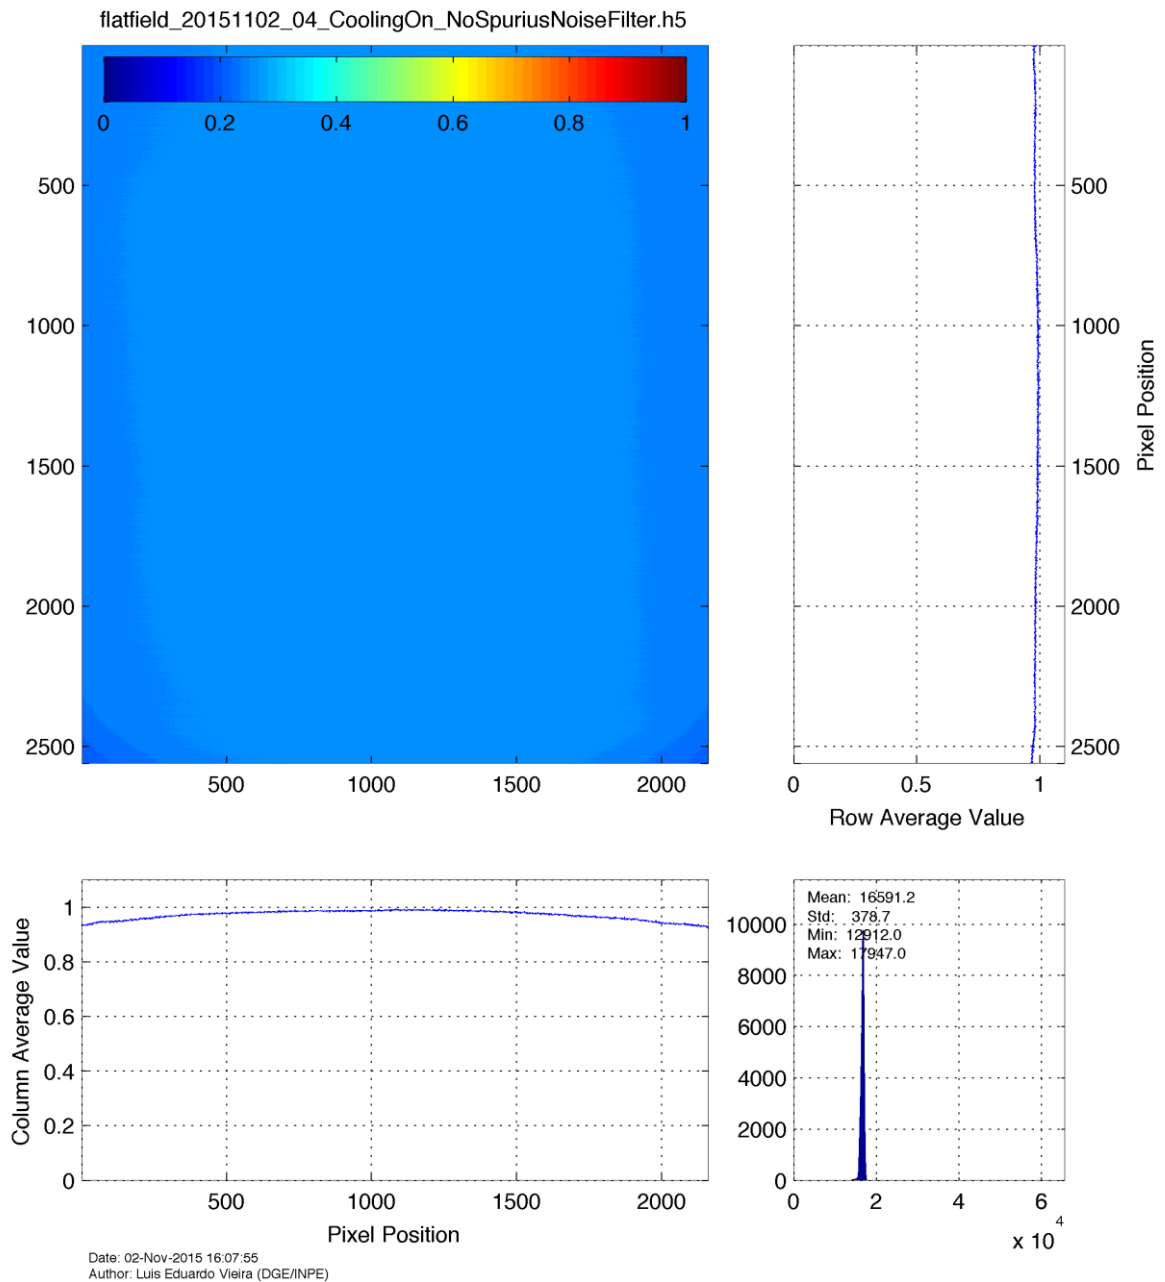 flatfield_20151102_04_CoolingOn_NoSpuriusNoiseFilter.h5
0 0.2 0.4 0.6 0.8 1
500
1000
1500
2000
2500
500 1000 1500 2000
500
1000
1500
2000
2500
Pixel Position
0 0.5 1
Row Average Value
1
0.8
0.6
0.4
0.2
0
Column Average Value
500 1000 1500 2000
Pixel Position
Mean: 16591.2
Std: 378.7
Min: 12912.0
Max: 17947.0
10000
8000
6000
4000
2000
0
0 2 4 6
x 10^4
Date: 02-Nov-2015 16:07:55
Author: Luis Eduardo Vieira (DGE/INPE)